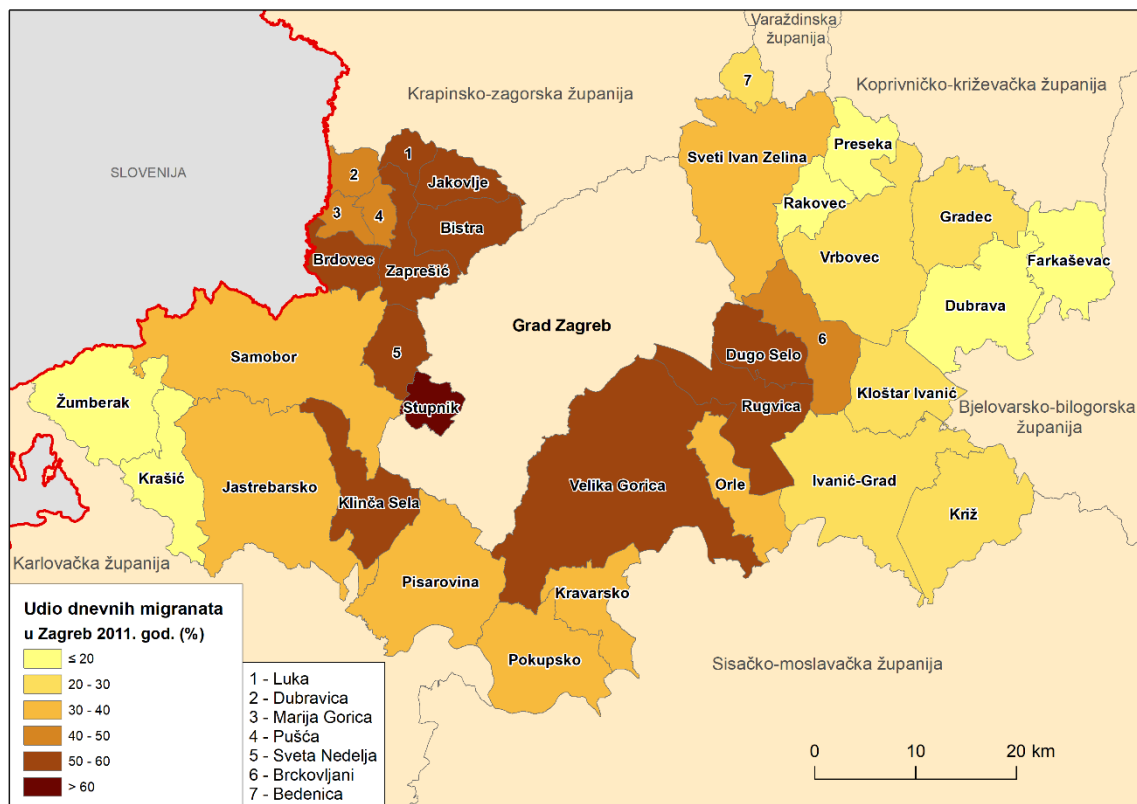 Varaždinska
županija
7
Krapinsko-zagorska županija
Koprivničko-križevačka županija
Preseka
1
Sveti Ivan Zelina
SLOVENIJA
2
Jakovlje
Rakovec
3
4
Gradec
Bistra
Vrbovec
Farkaševac
Brdovec
Zaprešić
Dubrava
Grad Zagreb
6
Samobor
5
Dugo Selo
Kloštar Ivanić
Žumberak
Stupnik
Rugvica
Bjelovarsko-bilogorska
županija
Krašić
Jastrebarsko
Klinča Sela
Velika Gorica
Orle
Ivanić-Grad
Križ
Karlovačka županija
Pisarovina
Kravarsko
Pokupsko
Sisačko-moslavačka županija
Udio dnevnih migranata
u Zagreb 2011. god. (%)
≤ 20
20 - 30
30 - 40
40 - 50
50 - 60
> 60
1 - Luka
2 - Dubravica
3 - Marija Gorica
4 - Pušća
5 - Sveta Nedelja
6 - Brckovljani
7 - Bedenica
0 10 20 km